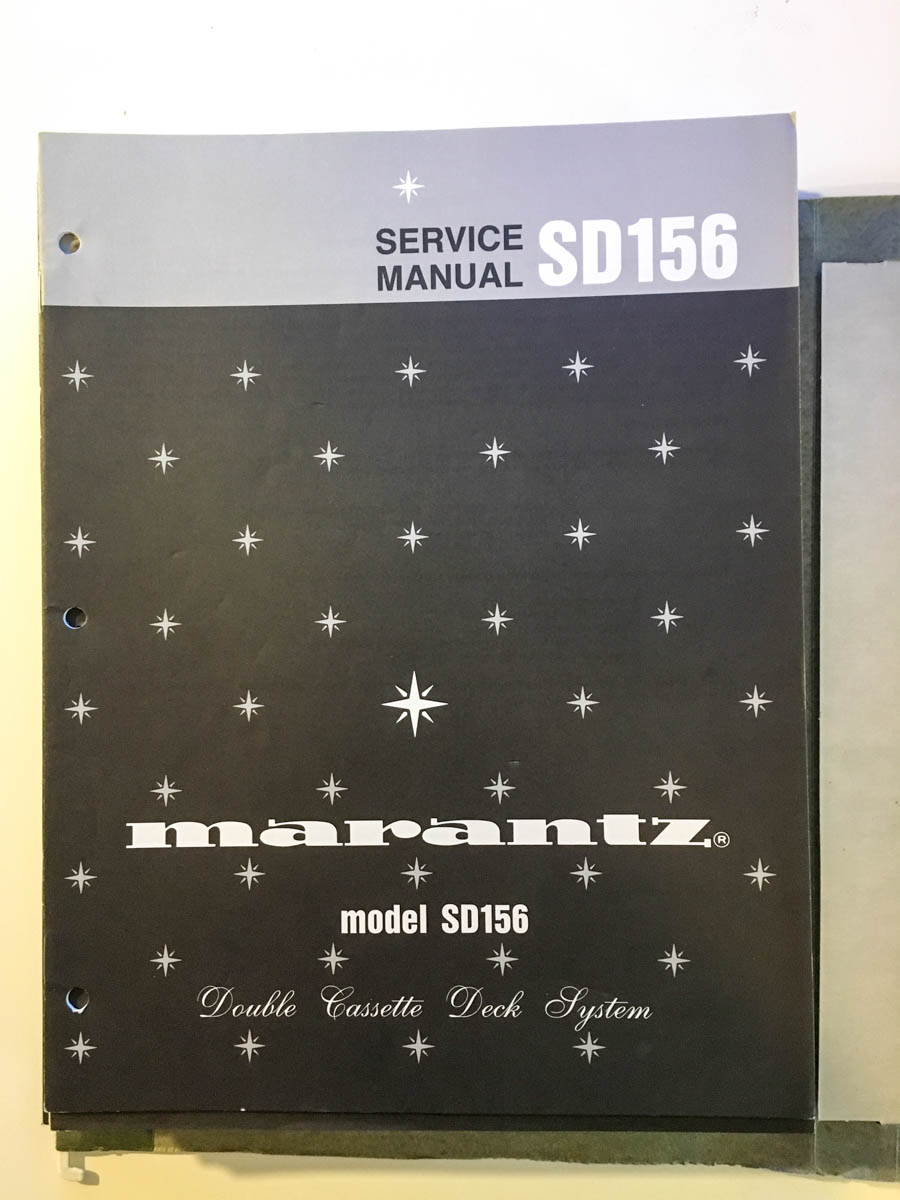 SERVICE
MANUAL SD156
marantz®
model SD156
Double Cassette Deck System